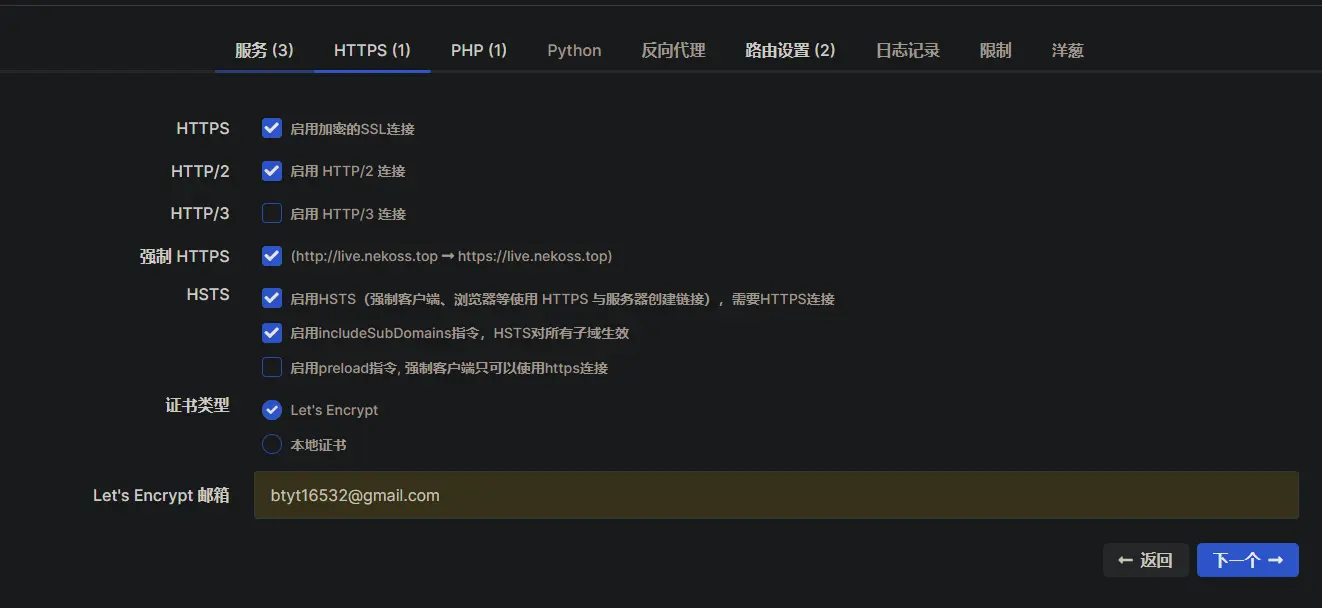 服务 (3) HTTPS (1) PHP (1) Python 反向代理 路由设置 (2) 日志记录 限制 洋葱
HTTPS 启用加密的SSL连接
HTTP/2 启用 HTTP/2 连接
HTTP/3 启用 HTTP/3 连接
强制 HTTPS (http://live.nekoss.top ➞ https://live.nekoss.top)
HSTS 启用HSTS（强制客户端、浏览器等使用 HTTPS 与服务器创建链接），需要HTTPS连接
启用includeSubDomains指令，HSTS对所有子域生效
启用preload指令, 强制客户端只可以使用https连接
证书类型 Let's Encrypt
本地证书
Let's Encrypt 邮箱 btyt16532@gmail.com
← 返回 下一个 →